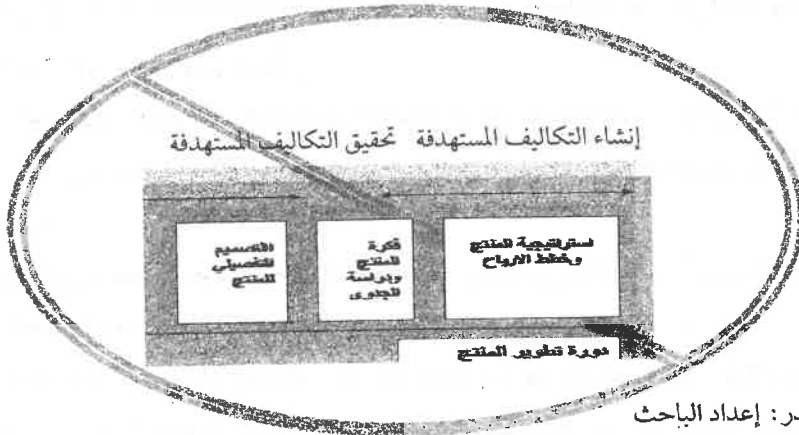 إنشاء التكاليف المستهدفة تحقيق التكاليف المستهدفة
استراتيجية المنتج
وخطط الارباح
فكرة
المنتج
ودراسة
الجدوى
التصميم
التفصيلي
للمنتج
دورة تطوير المنتج
در : إعداد الباحث